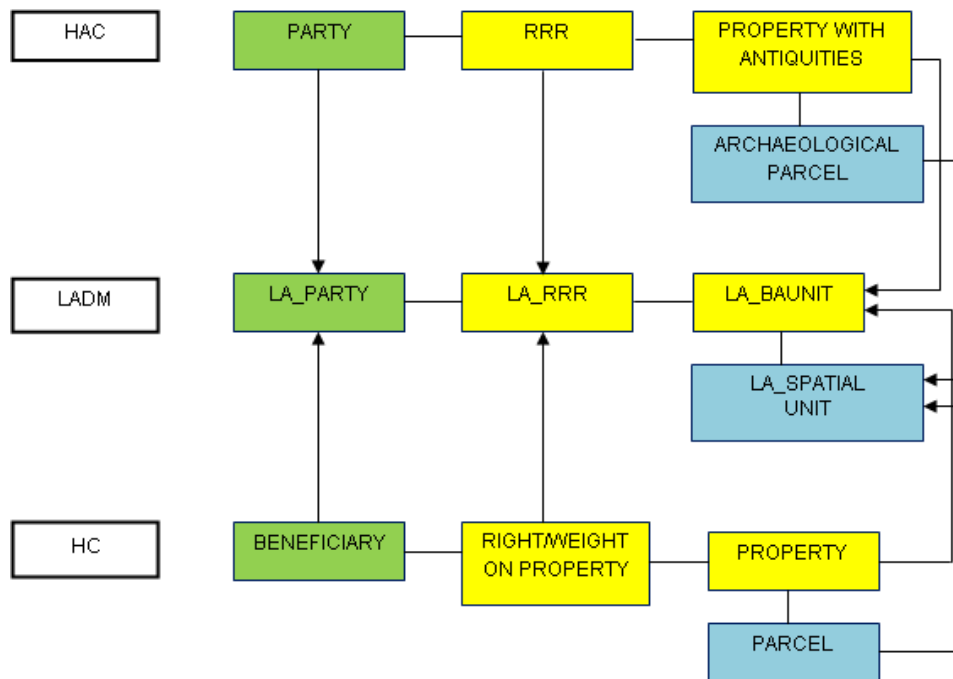 HAC
PARTY
RRR
PROPERTY WITH
ANTIQUITIES
ARCHAEOLOGICAL
PARCEL
LADM
LA_PARTY
LA_RRR
LA_BAUNIT
LA_SPATIAL
UNIT
HC
BENEFICIARY
RIGHT/WEIGHT
ON PROPERTY
PROPERTY
PARCEL